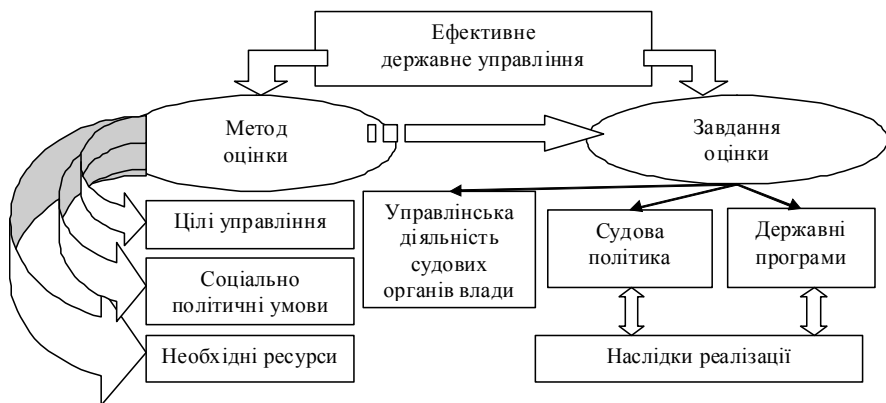 Ефективне
державне управління
Метод
оцінки
Завдання
оцінки
Цілі управління
Соціально
політичні умови
Необхідні ресурси
Управлінська
діяльність
судових
органів влади
Судова
політика
Державні
програми
Наслідки реалізації